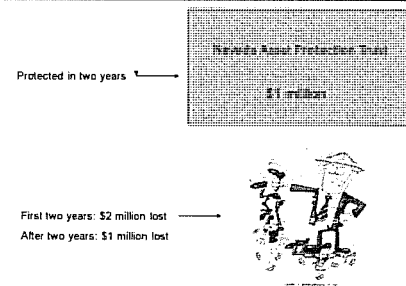 Nevada Asset Protection Trust
Protected in two years
$1 million
First two years: $2 million lost
After two years: $1 million lost